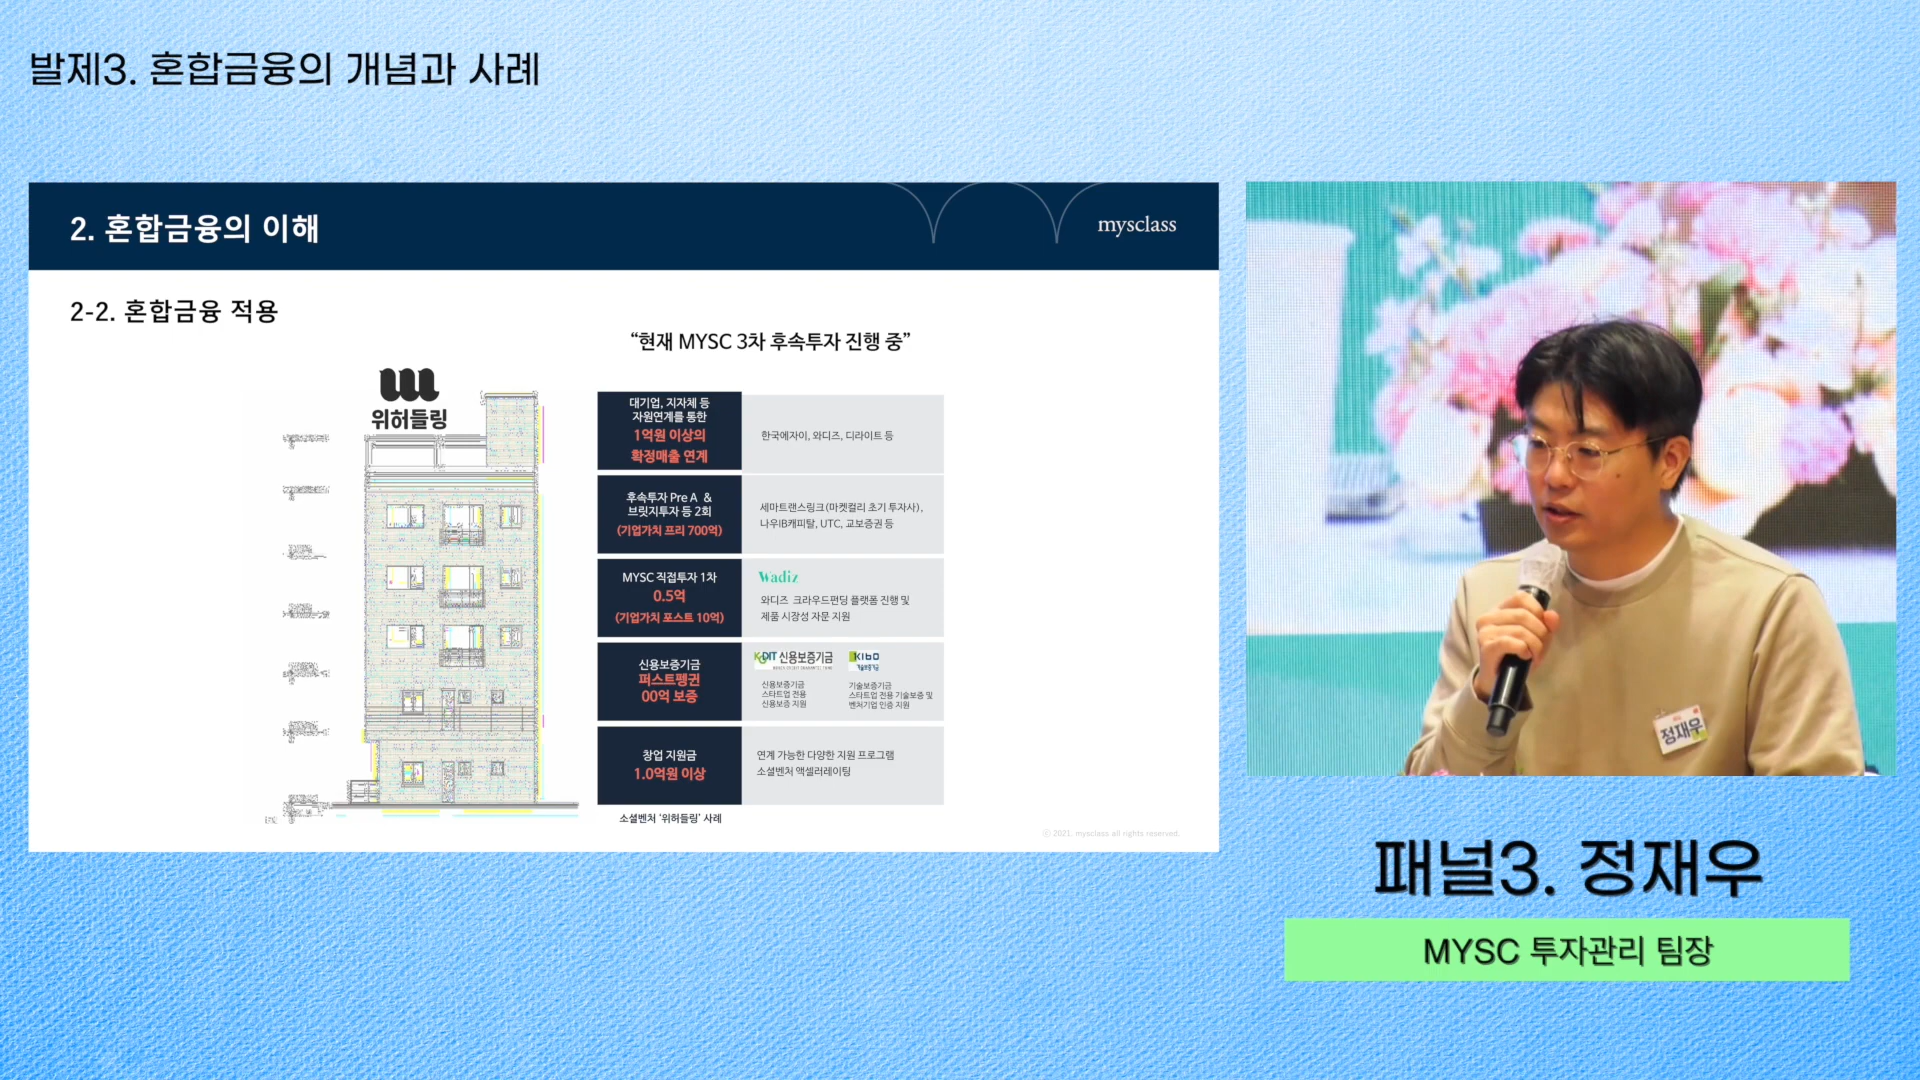 발제3. 혼합금융의 개념과 사례
2. 혼합금융의 이해
mysclass
2-2. 혼합금융 적용
“현재 MYSC 3차 후속투자 진행 중”
위허들링
대기업, 지자체 등
자원연계를 통한
1억원 이상의
확정매출 연계
한국에자이, 와디즈, 디라이트 등
후속투자 Pre A &
브릿지투자 등 2회
(기업가치 프리 700억)
세마트랜스링크(마켓컬리 초기 투자사),
나우IB캐피탈, UTC, 교보증권 등
MYSC 직접투자 1차
0.5억
(기업가치 포스트 10억)
Wadiz
와디즈 크라우드펀딩 플랫폼 진행 및
제품 시장성 자문 지원
신용보증기금
퍼스트펭귄
00억 보증
KODIT 신용보증기금
KIBO
기술보증기금
신용보증기금
스타트업 전용
신용보증 지원
기술보증기금
스타트업 전용 기술보증 및
벤처기업 인증 지원
창업 지원금
1.0억원 이상
연계 가능한 다양한 지원 프로그램
소셜벤처 액셀러레이팅
소셜벤처 ‘위허들링’ 사례
ⓒ 2021. mysclass all rights reserved.
정재우
패널3. 정재우
MYSC 투자관리 팀장